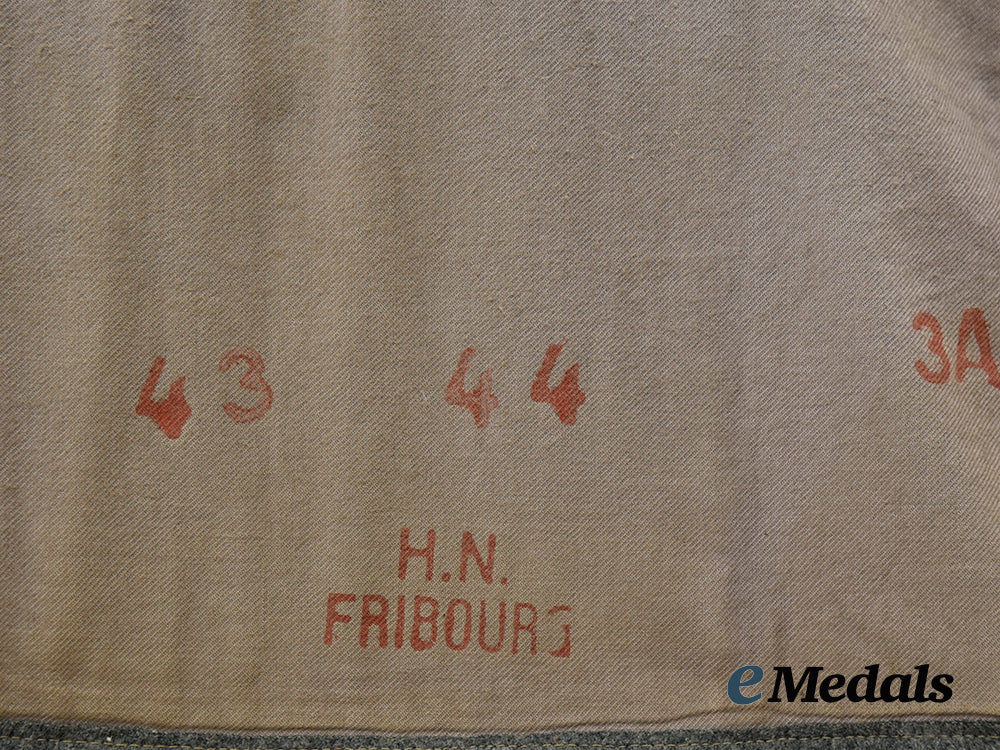 43 44 3A
H.N.
FRIBOURG
eMedals